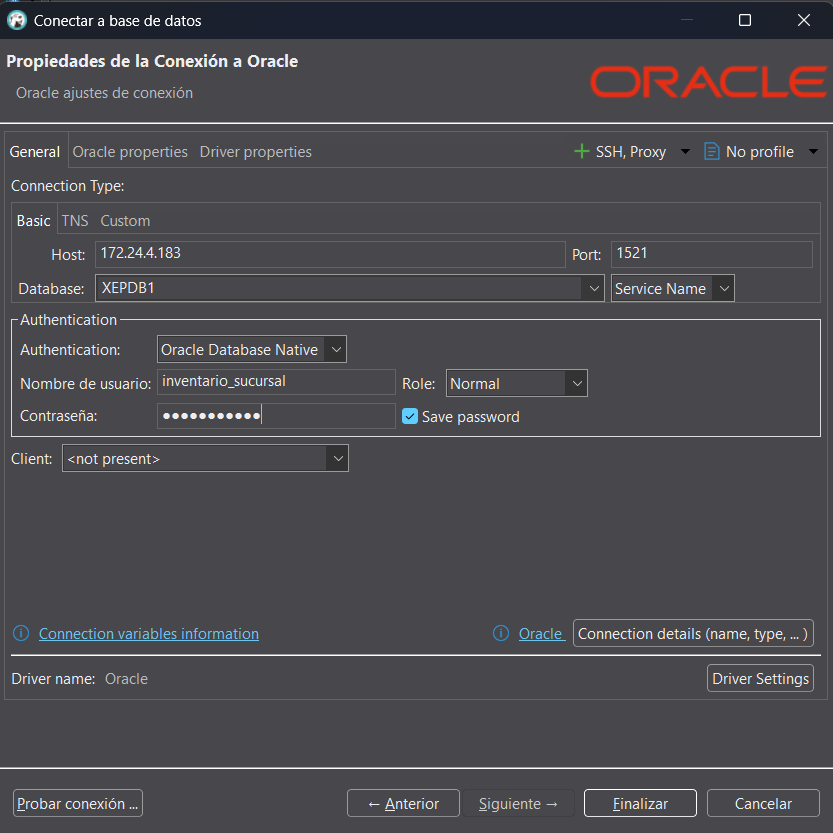 Conectar a base de datos
Propiedades de la Conexión a Oracle
Oracle ajustes de conexión
ORACLE
General Oracle properties Driver properties SSH, Proxy No profile
Connection Type:
Basic TNS Custom
Host: 172.24.4.183 Port: 1521
Database: XEPDB1 Service Name
Authentication
Authentication: Oracle Database Native
Nombre de usuario: inventario_sucursal Role: Normal
Contraseña: ●●●●●●●●●●● Save password
Client: <not present>
Connection variables information Oracle Connection details (name, type, ... )
Driver name: Oracle Driver Settings
Probar conexión ... ← Anterior Siguiente → Finalizar Cancelar